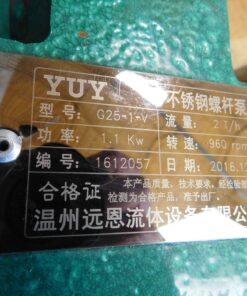 YUY 不锈钢螺杆泵
型号: G25-1-V 流量: 2 T/h
功率: 1.1 Kw 转速: 960 rpm
编号: 1612057 日期: 2016.12
合格证 本产品质量技术要求,经检验
检测为合格产品,准予出厂。
温州远恩流体设备有限公